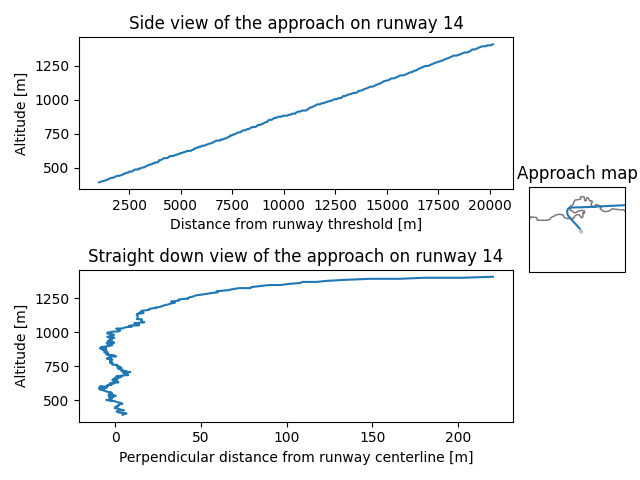 Side view of the approach on runway 14
Altitude [m]
1250
1000
750
500
2500 5000 7500 10000 12500 15000 17500 20000
Distance from runway threshold [m]
Approach map
Straight down view of the approach on runway 14
Altitude [m]
1250
1000
750
500
0 50 100 150 200
Perpendicular distance from runway centerline [m]